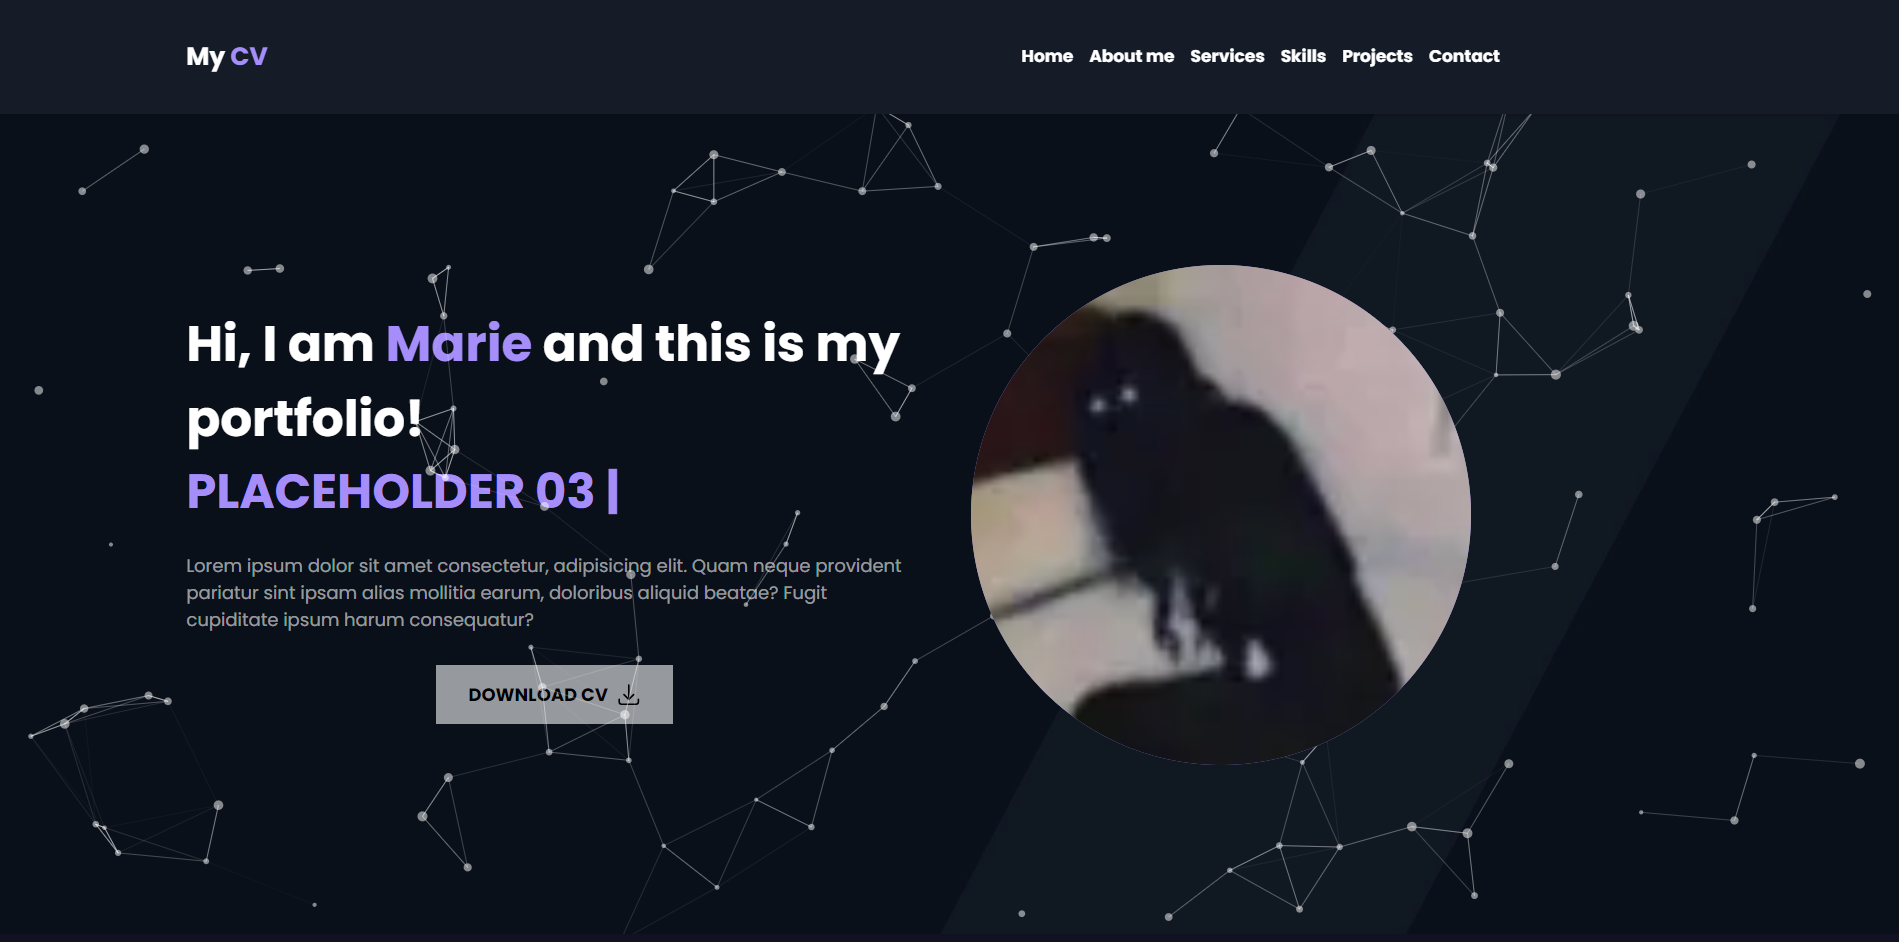 My CV
Home About me Services Skills Projects Contact
Hi, I am Marie and this is my
portfolio!
PLACEHOLDER 03 |
Lorem ipsum dolor sit amet consectetur, adipisicing elit. Quam neque provident
pariatur sint ipsam alias mollitia earum, doloribus aliquid beatae? Fugit
cupiditate ipsum harum consequatur?
DOWNLOAD CV